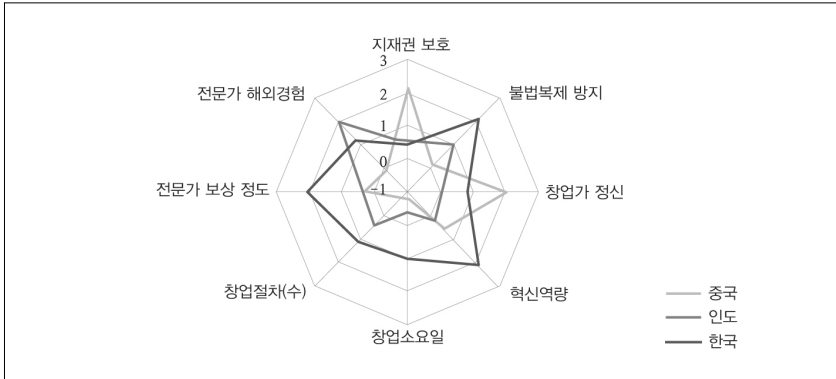 지재권 보호
3
전문가 해외경험
불법복제 방지
2
1
0
전문가 보상 정도
-1
창업가 정신
창업절차(수)
혁신역량
중국
인도
창업소요일
한국